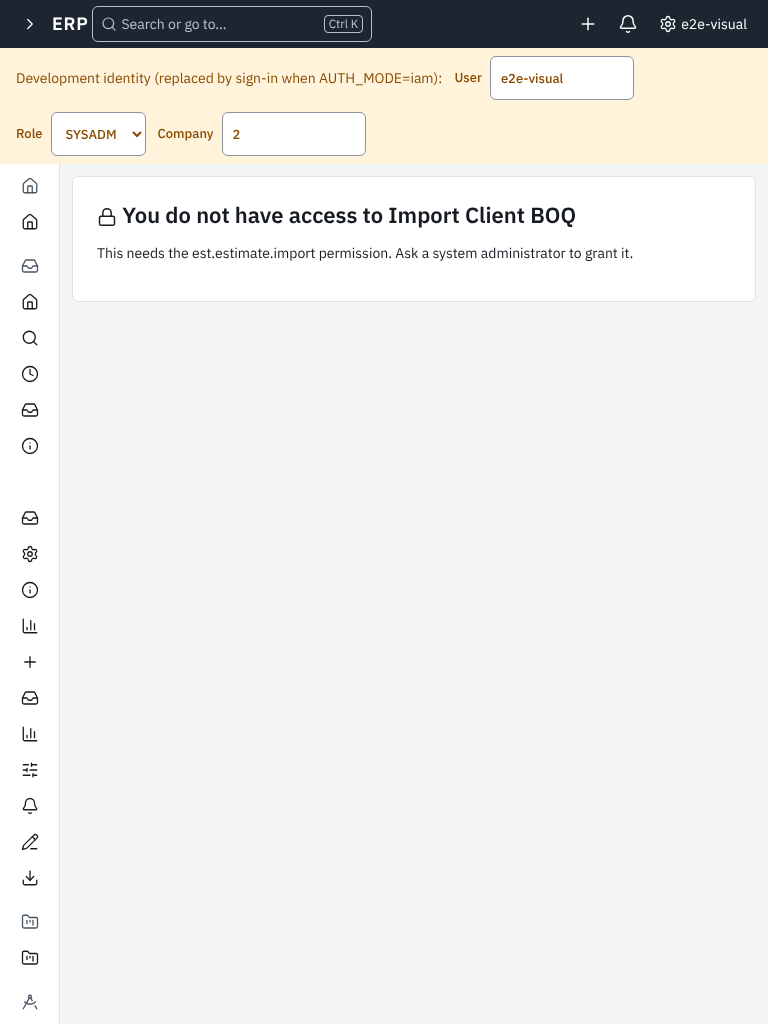 ERP
Search or go to...
Ctrl K
e2e-visual
Development identity (replaced by sign-in when AUTH_MODE=iam):
User
e2e-visual
Role
SYSADM
Company
2
You do not have access to Import Client BOQ
This needs the est.estimate.import permission. Ask a system administrator to grant it.